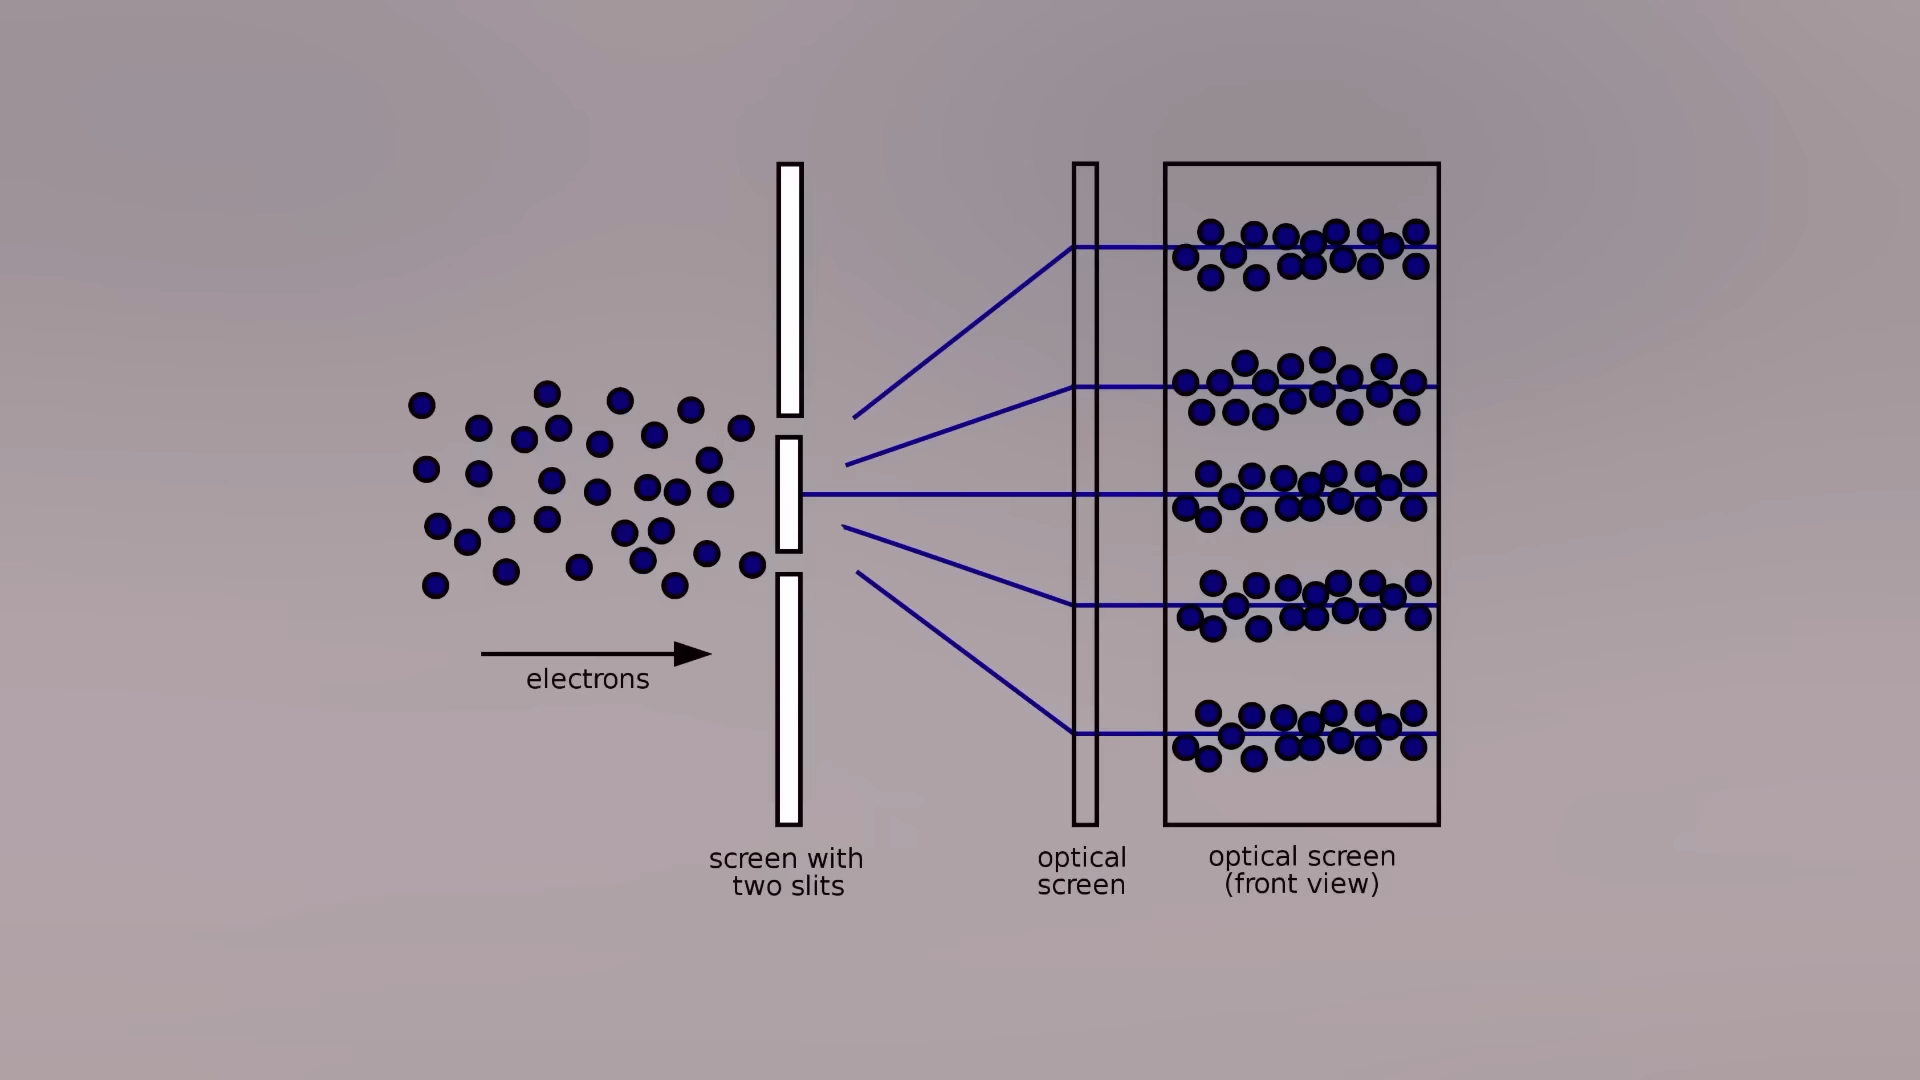 electrons
screen with
two slits
optical
screen
optical screen
(front view)